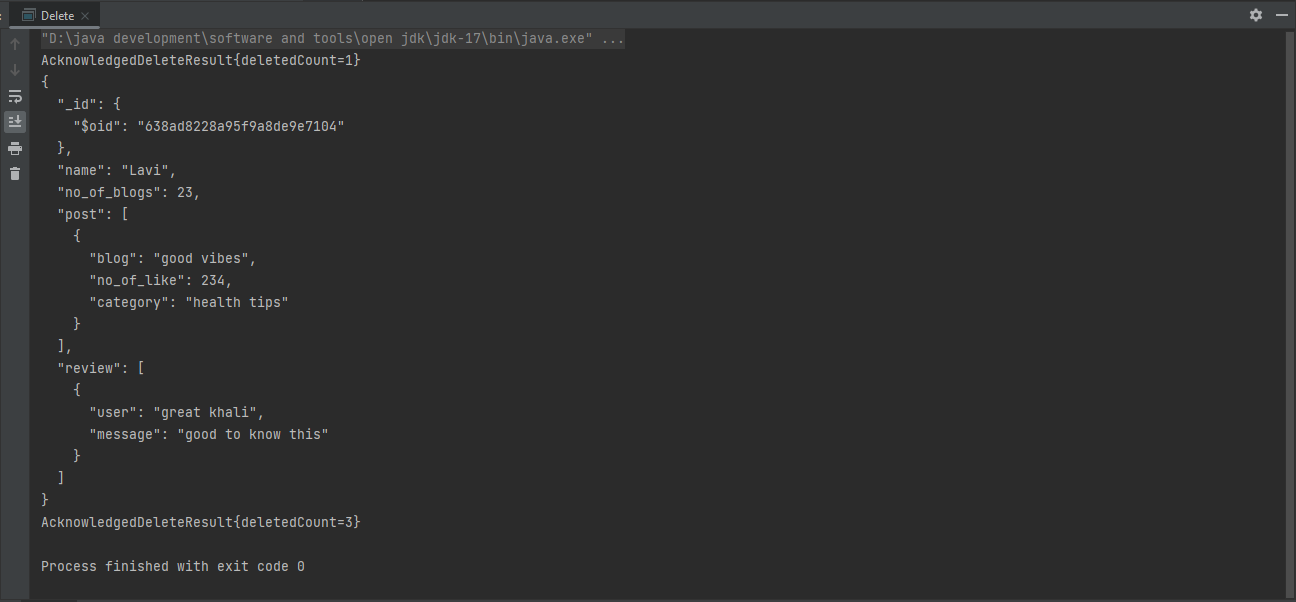 Delete
"D:\java development\software and tools\open jdk\jdk-17\bin\java.exe" ...
AcknowledgedDeleteResult{deletedCount=1}
{
  "_id": {
    "$oid": "638ad8228a95f9a8de9e7104"
  },
  "name": "Lavi",
  "no_of_blogs": 23,
  "post": [
    {
      "blog": "good vibes",
      "no_of_like": 234,
      "category": "health tips"
    }
  ],
  "review": [
    {
      "user": "great khali",
      "message": "good to know this"
    }
  ]
}
AcknowledgedDeleteResult{deletedCount=3}
Process finished with exit code 0